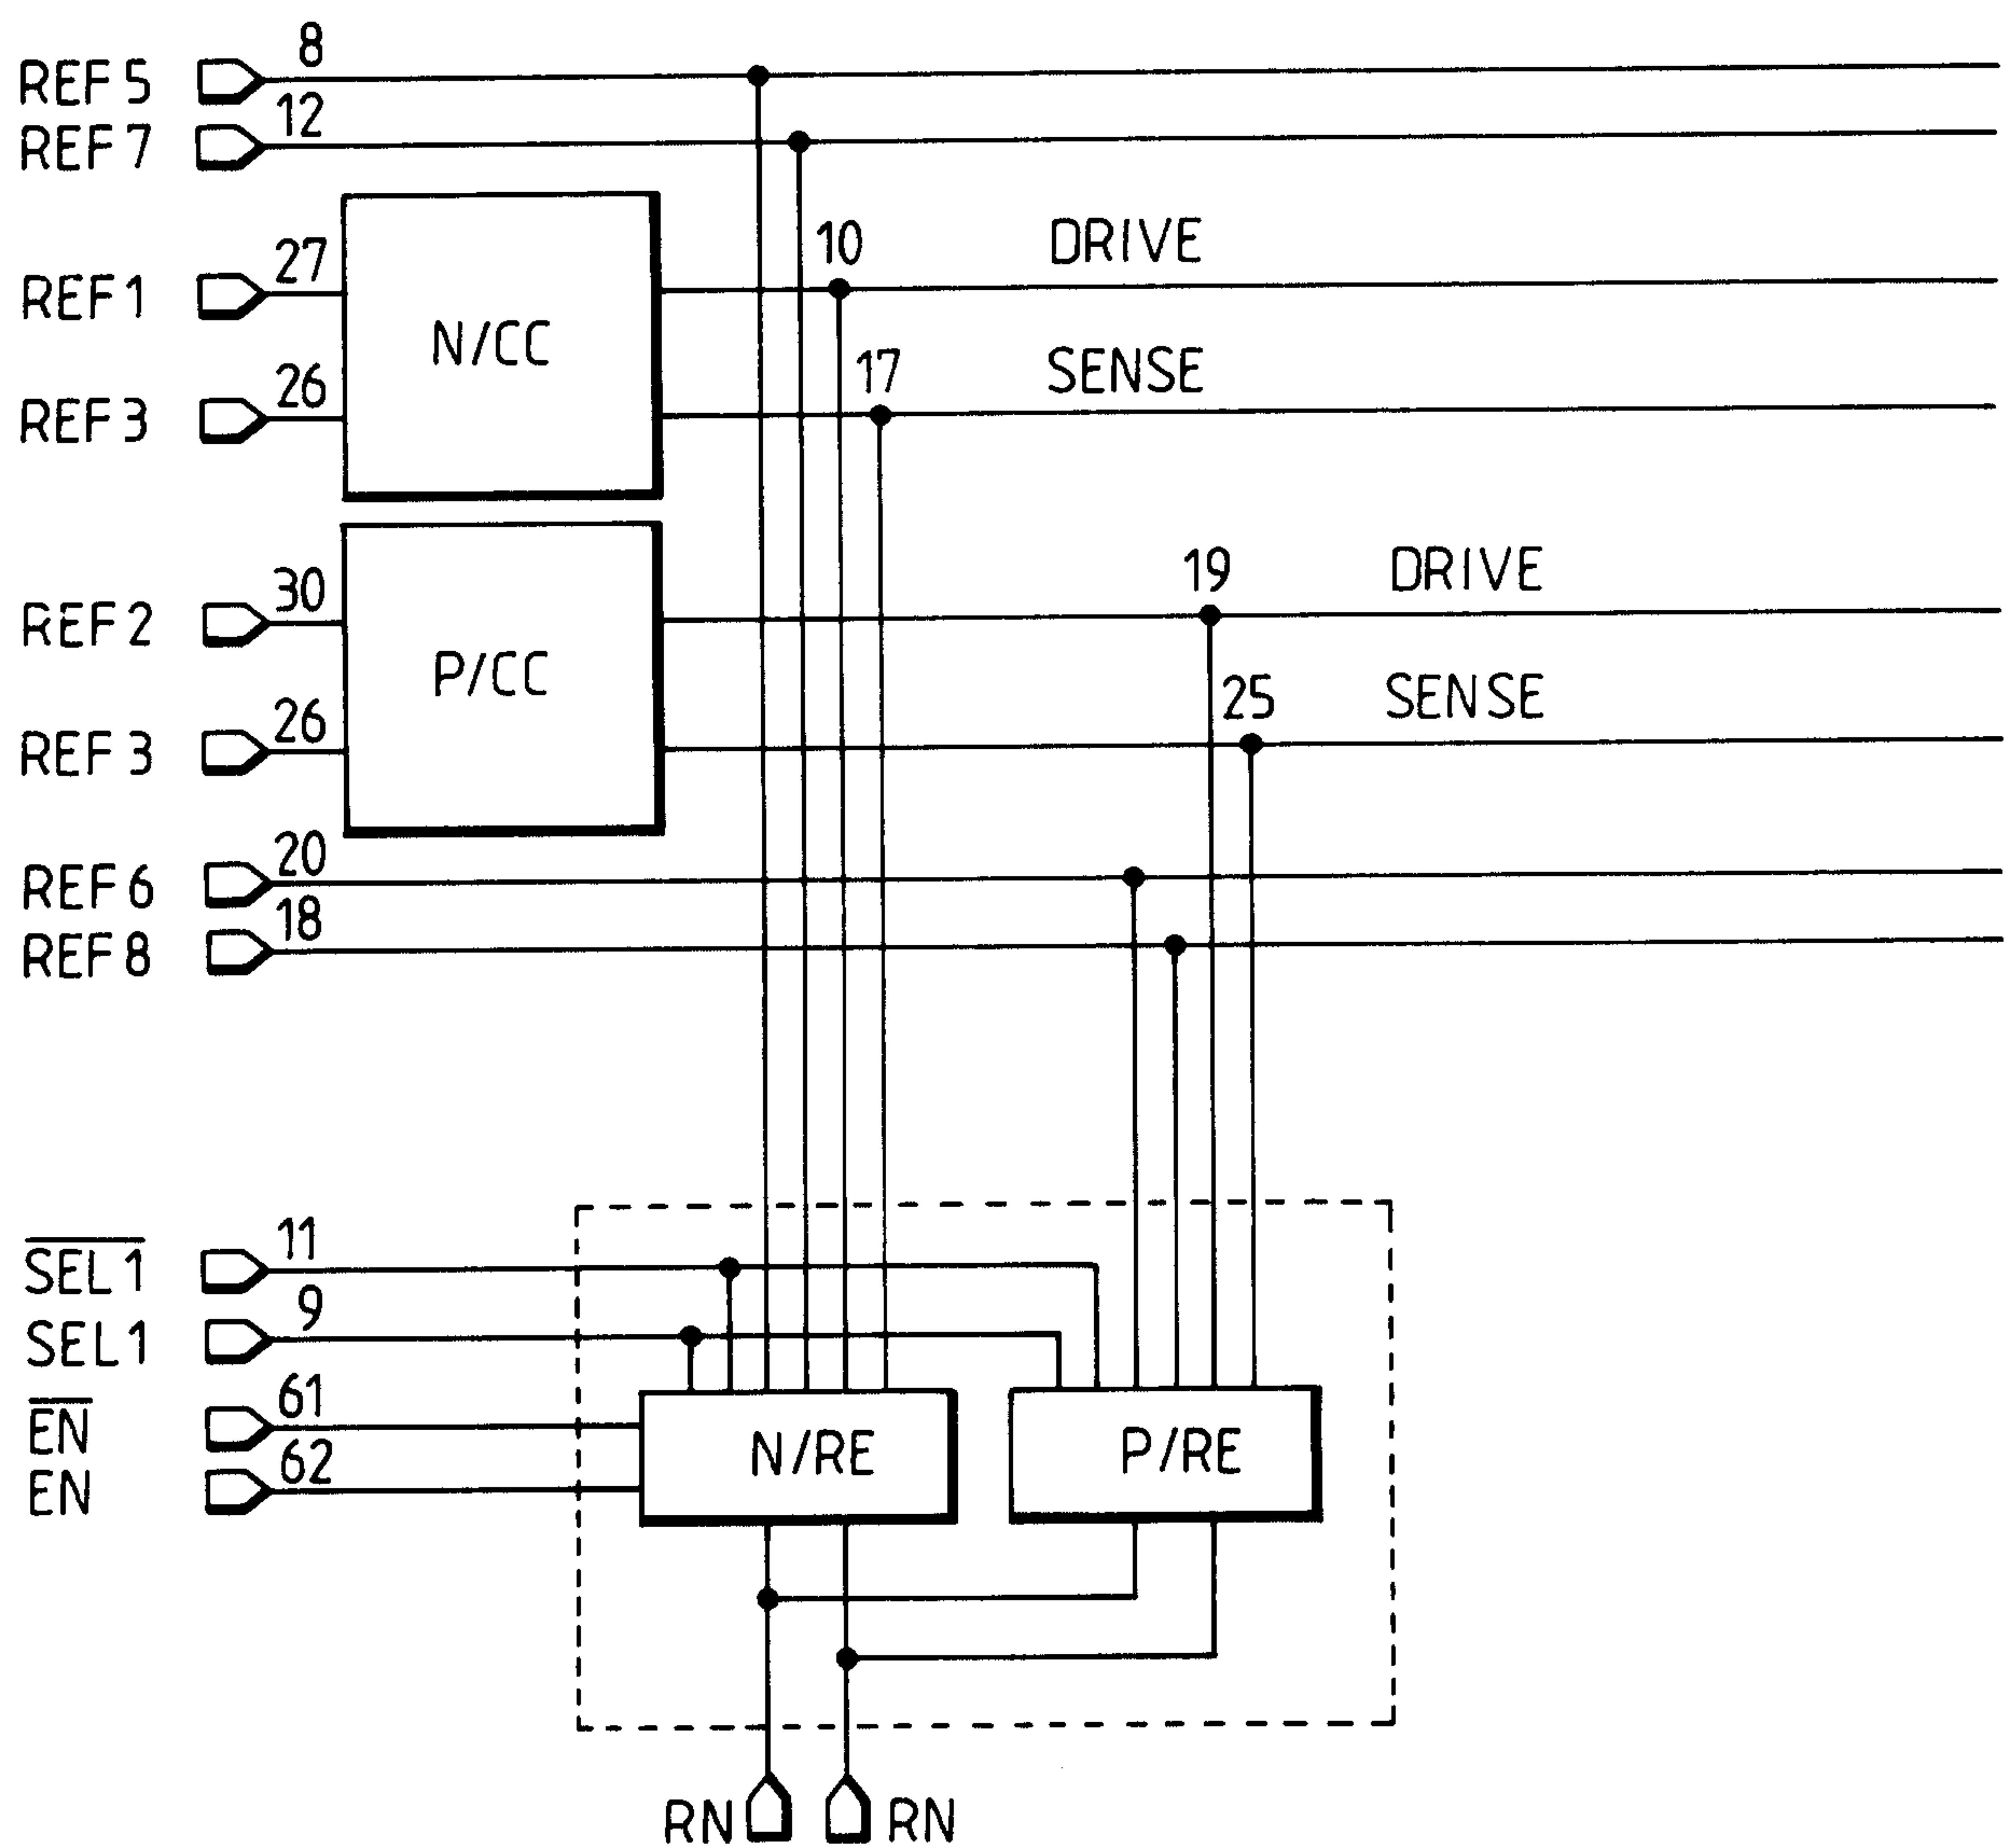 8
REF 5
12
REF 7
10 DRIVE
27
REF 1
N/CC
17 SENSE
26
REF 3
19 DRIVE
30
REF 2
P/CC
25 SENSE
26
REF 3
20
REF 6
18
REF 8
11
S̅E̅L̅ ̅1̅
9
SEL 1
61
E̅N̅
N/RE
P/RE
62
EN
RN RN